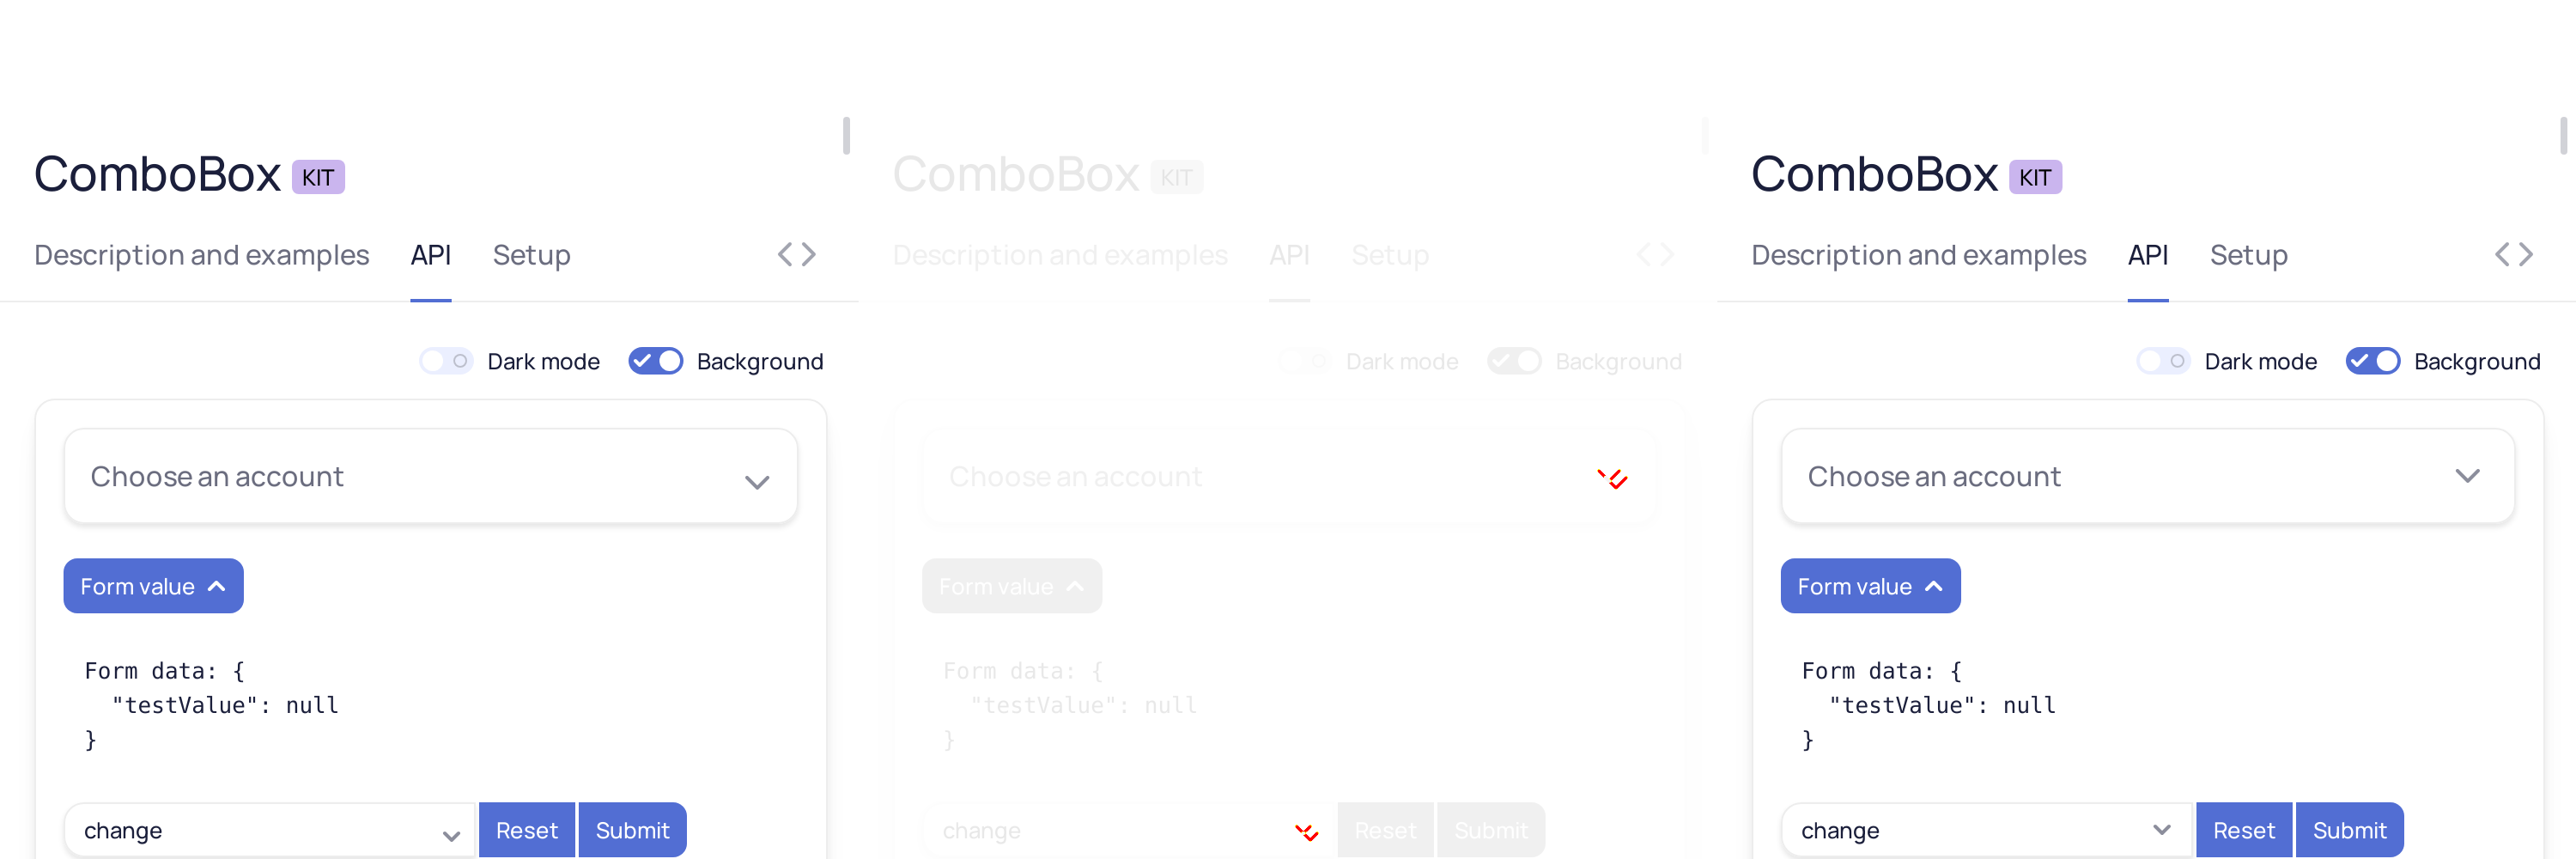 ComboBox KIT
Description and examples API Setup
Dark mode Background
Choose an account
Form value
Form data: {
  "testValue": null
}
change Reset Submit
ComboBox KIT
Description and examples API Setup
Dark mode Background
Choose an account
Form value
Form data: {
  "testValue": null
}
change Reset Submit
ComboBox KIT
Description and examples API Setup
Dark mode Background
Choose an account
Form value
Form data: {
  "testValue": null
}
change Reset Submit